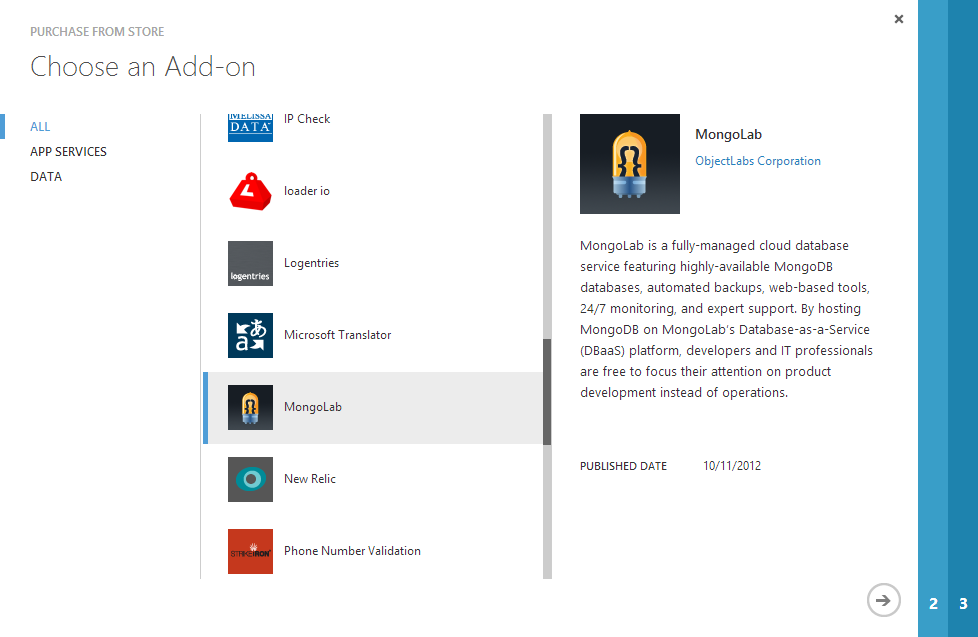 PURCHASE FROM STORE
Choose an Add-on
ALL
APP SERVICES
DATA
MELISSA
DATA
IP Check
loader io
logentries
Logentries
あ
a
Microsoft Translator
MongoLab
New Relic
STRIKEIRON
Phone Number Validation
MongoLab
ObjectLabs Corporation
MongoLab is a fully-managed cloud database
service featuring highly-available MongoDB
databases, automated backups, web-based tools,
24/7 monitoring, and expert support. By hosting
MongoDB on MongoLab's Database-as-a-Service
(DBaaS) platform, developers and IT professionals
are free to focus their attention on product
development instead of operations.
PUBLISHED DATE 10/11/2012
2 3